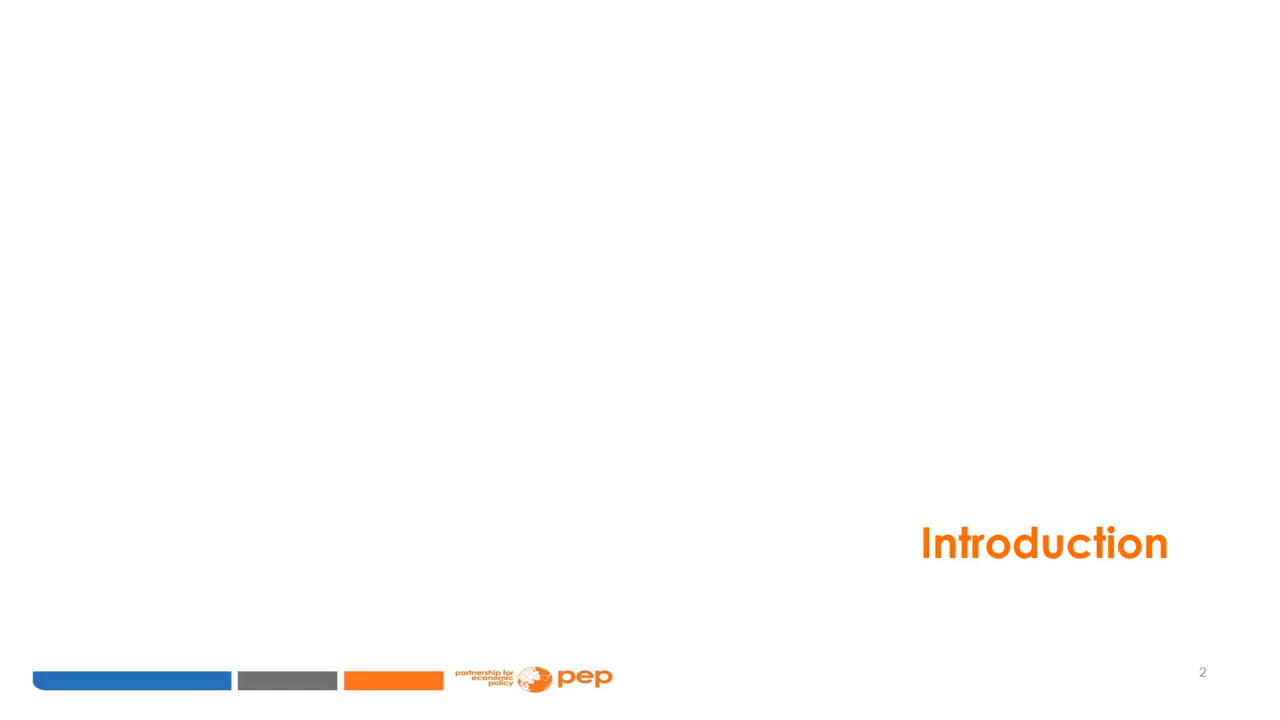 Introduction
partnership for
economic
policy
pep
2